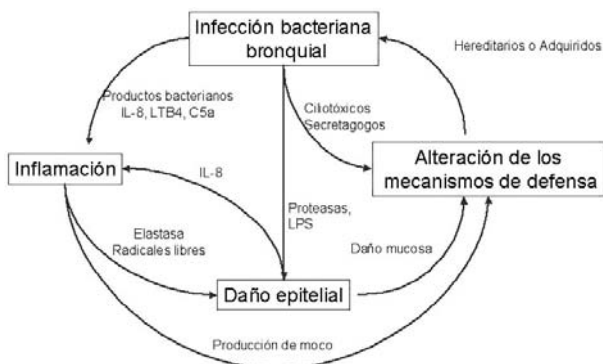 Infección bacteriana
bronquial
Hereditarios o Adquiridos
Productos bacterianos
IL-8, LTB4, C5a
Ciliotóxicos
Secretagogos
Inflamación
IL-8
Alteración de los
mecanismos de defensa
Proteasas,
LPS
Elastasa
Radicales libres
Daño mucosa
Daño epitelial
Producción de moco